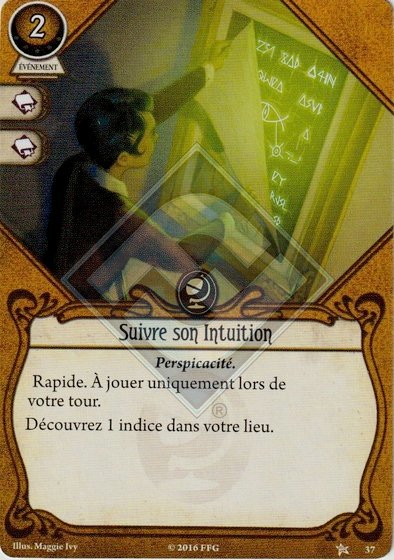 2
ÉVÉNEMENT
Suivre son Intuition
Perspicacité.
Rapide. À jouer uniquement lors de
votre tour.
Découvrez 1 indice dans votre lieu.
®
Illus. Maggie Ivy
© 2016 FFG
37